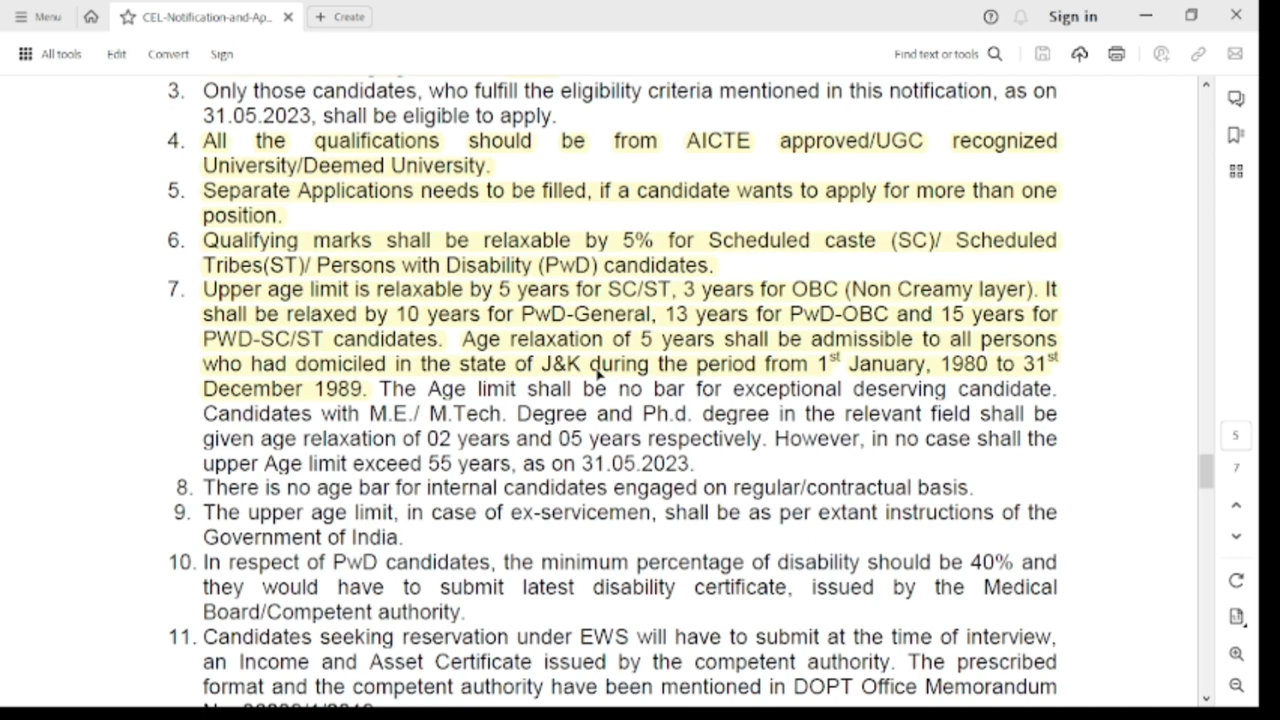 Menu
CEL-Notification-and-Ap...
Create
Sign in
All tools
Edit
Convert
Sign
Find text or tools
3. Only those candidates, who fulfill the eligibility criteria mentioned in this notification, as on
31.05.2023, shall be eligible to apply.
4. All the qualifications should be from AICTE approved/UGC recognized
University/Deemed University.
5. Separate Applications needs to be filled, if a candidate wants to apply for more than one
position.
6. Qualifying marks shall be relaxable by 5% for Scheduled caste (SC)/ Scheduled
Tribes(ST)/ Persons with Disability (PwD) candidates.
7. Upper age limit is relaxable by 5 years for SC/ST, 3 years for OBC (Non Creamy layer). It
shall be relaxed by 10 years for PwD-General, 13 years for PwD-OBC and 15 years for
PWD-SC/ST candidates. Age relaxation of 5 years shall be admissible to all persons
who had domiciled in the state of J&K during the period from 1st January, 1980 to 31st
December 1989. The Age limit shall be no bar for exceptional deserving candidate.
Candidates with M.E./ M.Tech. Degree and Ph.d. degree in the relevant field shall be
given age relaxation of 02 years and 05 years respectively. However, in no case shall the
upper Age limit exceed 55 years, as on 31.05.2023.
8. There is no age bar for internal candidates engaged on regular/contractual basis.
9. The upper age limit, in case of ex-servicemen, shall be as per extant instructions of the
Government of India.
10. In respect of PwD candidates, the minimum percentage of disability should be 40% and
they would have to submit latest disability certificate, issued by the Medical
Board/Competent authority.
11. Candidates seeking reservation under EWS will have to submit at the time of interview,
an Income and Asset Certificate issued by the competent authority. The prescribed
format and the competent authority have been mentioned in DOPT Office Memorandum
5
7